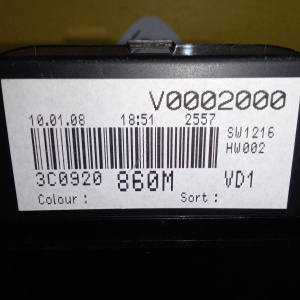 V0002000
10.01.08 18:51 2557
SW1216
HW002
3C0920 860M VD1
Colour : Sort :